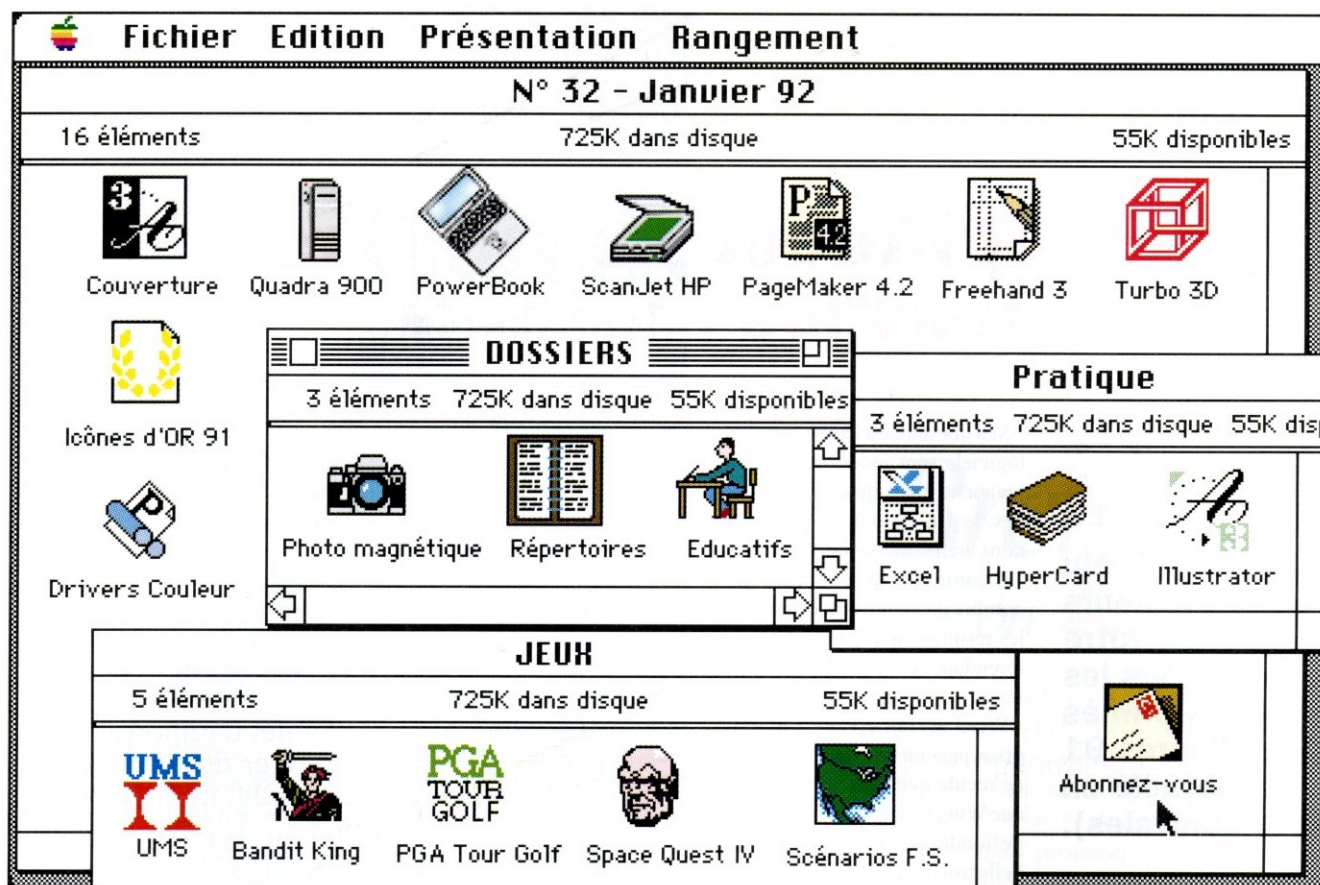 Fichier Edition Présentation Rangement
N° 32 - Janvier 92
16 éléments 725K dans disque 55K disponibles
3 A
P 42
Couverture Quadra 900 PowerBook ScanJet HP PageMaker 4.2 Freehand 3 Turbo 3D
Icônes d'OR 91
P
Drivers Couleur
DOSSIERS
3 éléments 725K dans disque 55K disponibles
Photo magnétique Répertoires Educatifs
Pratique
3 éléments 725K dans disque 55K disp
Excel HyperCard Illustrator
JEUX
5 éléments 725K dans disque 55K disponibles
UMS
II
PGA
TOUR
GOLF
UMS Bandit King PGA Tour Golf Space Quest IV Scénarios F.S.
Abonnez-vous